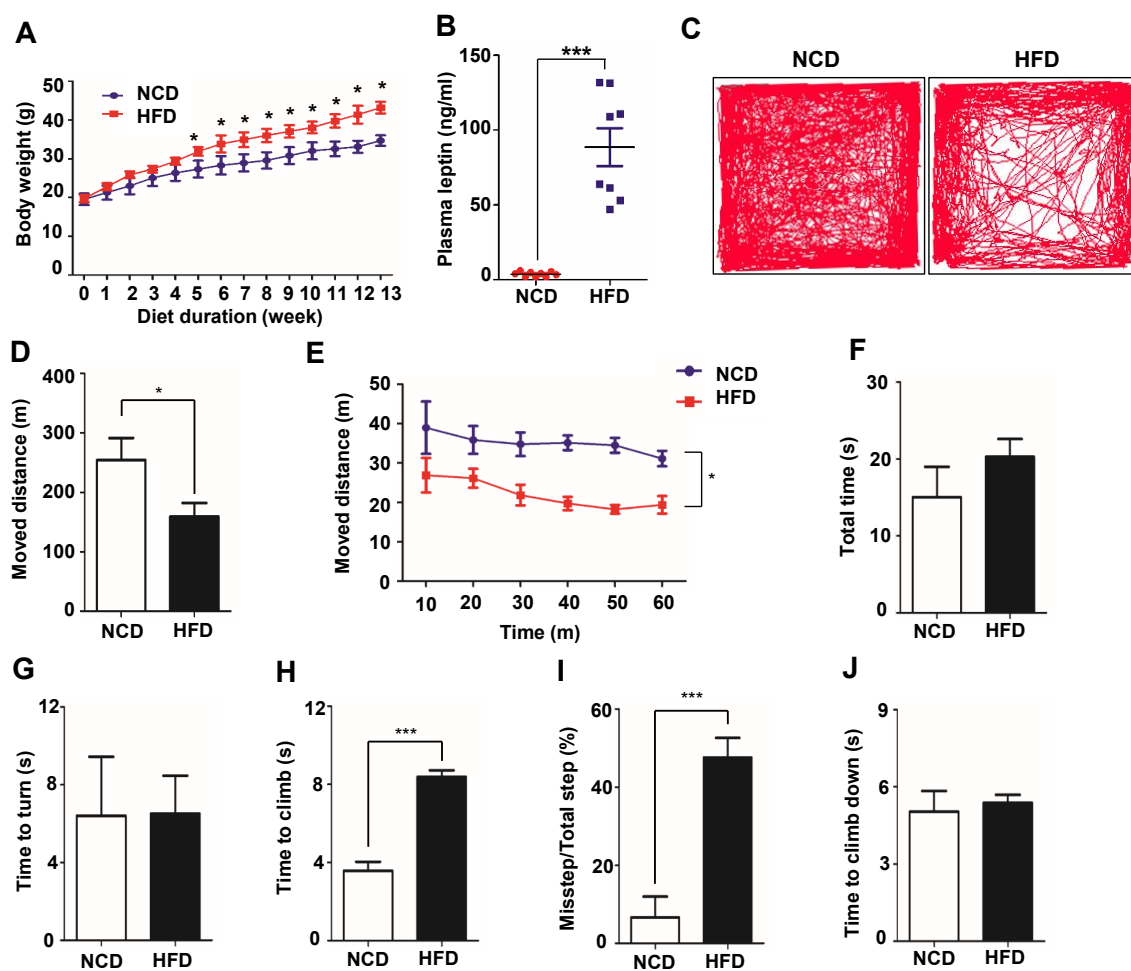 A
NCD
HFD
Body weight (g)
50
40
30
20
10
0
* * * * * * * * *
0 1 2 3 4 5 6 7 8 9 10 11 12 13
Diet duration (week)
B
***
Plasma leptin (ng/ml)
150
100
50
0
NCD HFD
C
NCD HFD
D
Moved distance (m)
400
300
200
100
0
*
NCD HFD
E
NCD
HFD
Moved distance (m)
50
40
30
20
10
0
*
10 20 30 40 50 60
Time (m)
F
Total time (s)
30
20
10
0
NCD HFD
G
Time to turn (s)
12
8
4
0
NCD HFD
H
Time to climb (s)
12
8
4
0
***
NCD HFD
I
Misstep/Total step (%)
60
40
20
0
***
NCD HFD
J
Time to climb down (s)
9
6
3
0
NCD HFD